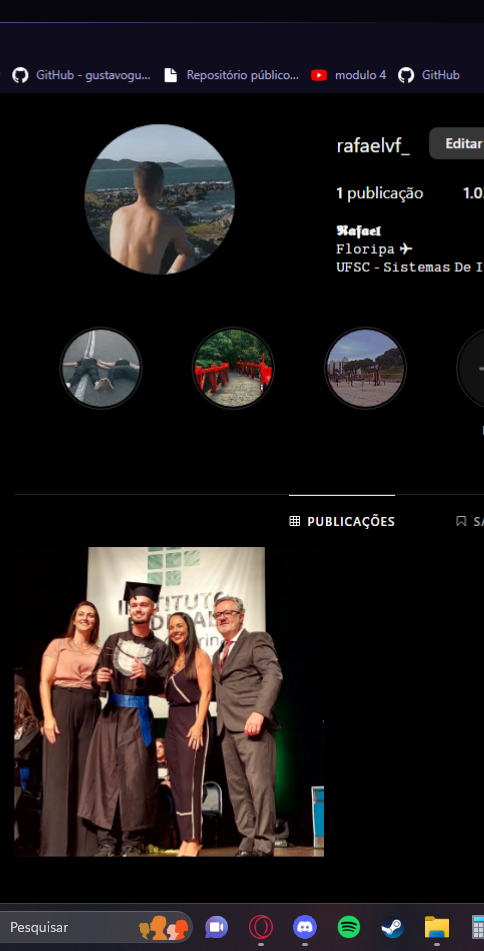 GitHub - gustavogu... Repositório público... modulo 4 GitHub
rafaelvf_ Editar
1 publicação 1.0
Rafael
Floripa ✈
UFSC - Sistemas De I
PUBLICAÇÕES SA
INSTITUTO
Pesquisar